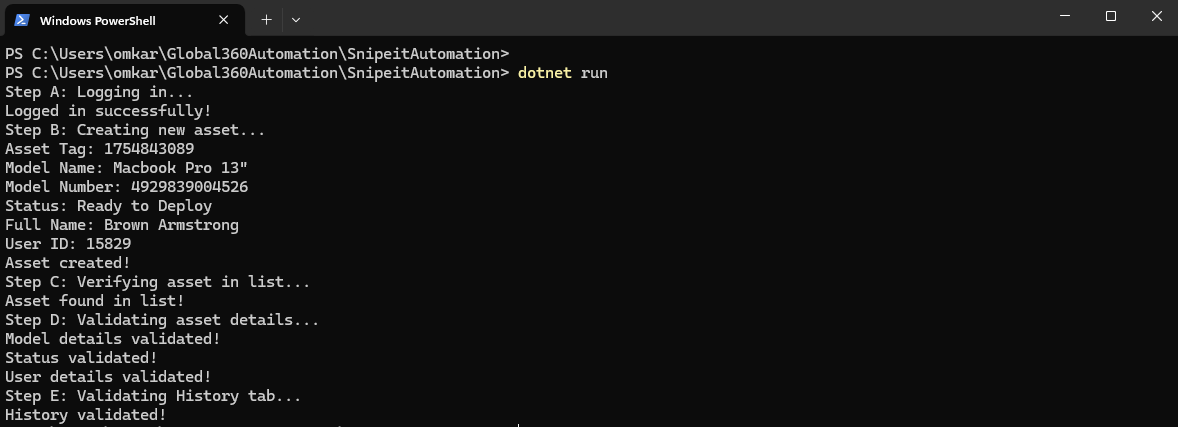 Windows PowerShell
PS C:\Users\omkar\Global360Automation\SnipeitAutomation>
PS C:\Users\omkar\Global360Automation\SnipeitAutomation> dotnet run
Step A: Logging in...
Logged in successfully!
Step B: Creating new asset...
Asset Tag: 1754843089
Model Name: Macbook Pro 13"
Model Number: 4929839004526
Status: Ready to Deploy
Full Name: Brown Armstrong
User ID: 15829
Asset created!
Step C: Verifying asset in list...
Asset found in list!
Step D: Validating asset details...
Model details validated!
Status validated!
User details validated!
Step E: Validating History tab...
History validated!